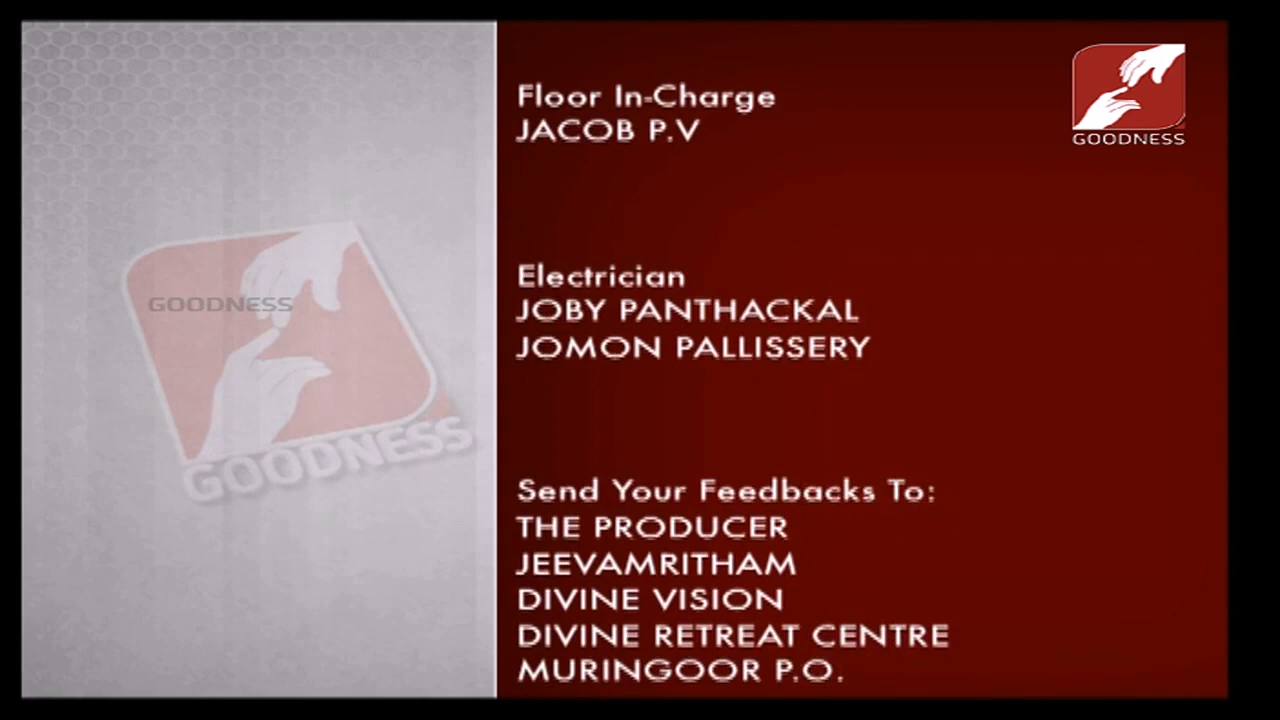 Floor In-Charge
JACOB P.V
GOODNESS
Electrician
JOBY PANTHACKAL
JOMON PALLISSERY
GOODNESS
GOODNESS
Send Your Feedbacks To:
THE PRODUCER
JEEVAMRITHAM
DIVINE VISION
DIVINE RETREAT CENTRE
MURINGOOR P.O.